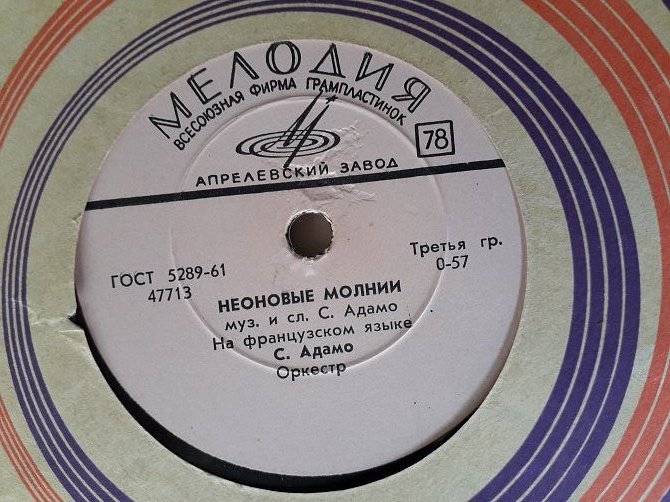 МЕЛОДИЯ
ВСЕСОЮЗНАЯ ФИРМА ГРАМПЛАСТИНОК
78
АПРЕЛЕВСКИЙ ЗАВОД
ГОСТ 5289-61
47713
Третья гр.
0-57
НЕОНОВЫЕ МОЛНИИ
муз. и сл. С. Адамо
На французском языке
С. Адамо
Оркестр